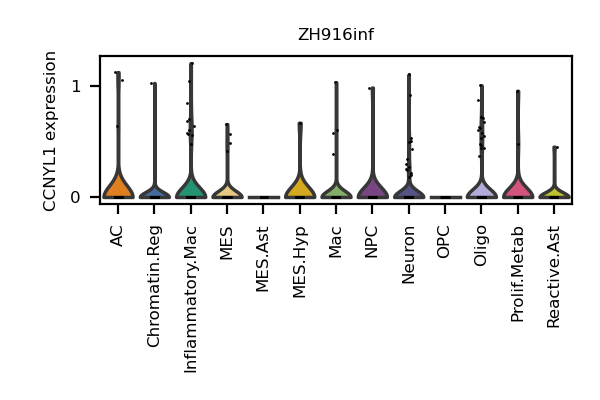 ZH916inf
CCNYL1 expression
1
0
AC
Chromatin.Reg
Inflammatory.Mac
MES
MES.Ast
MES.Hyp
Mac
NPC
Neuron
OPC
Oligo
Prolif.Metab
Reactive.Ast